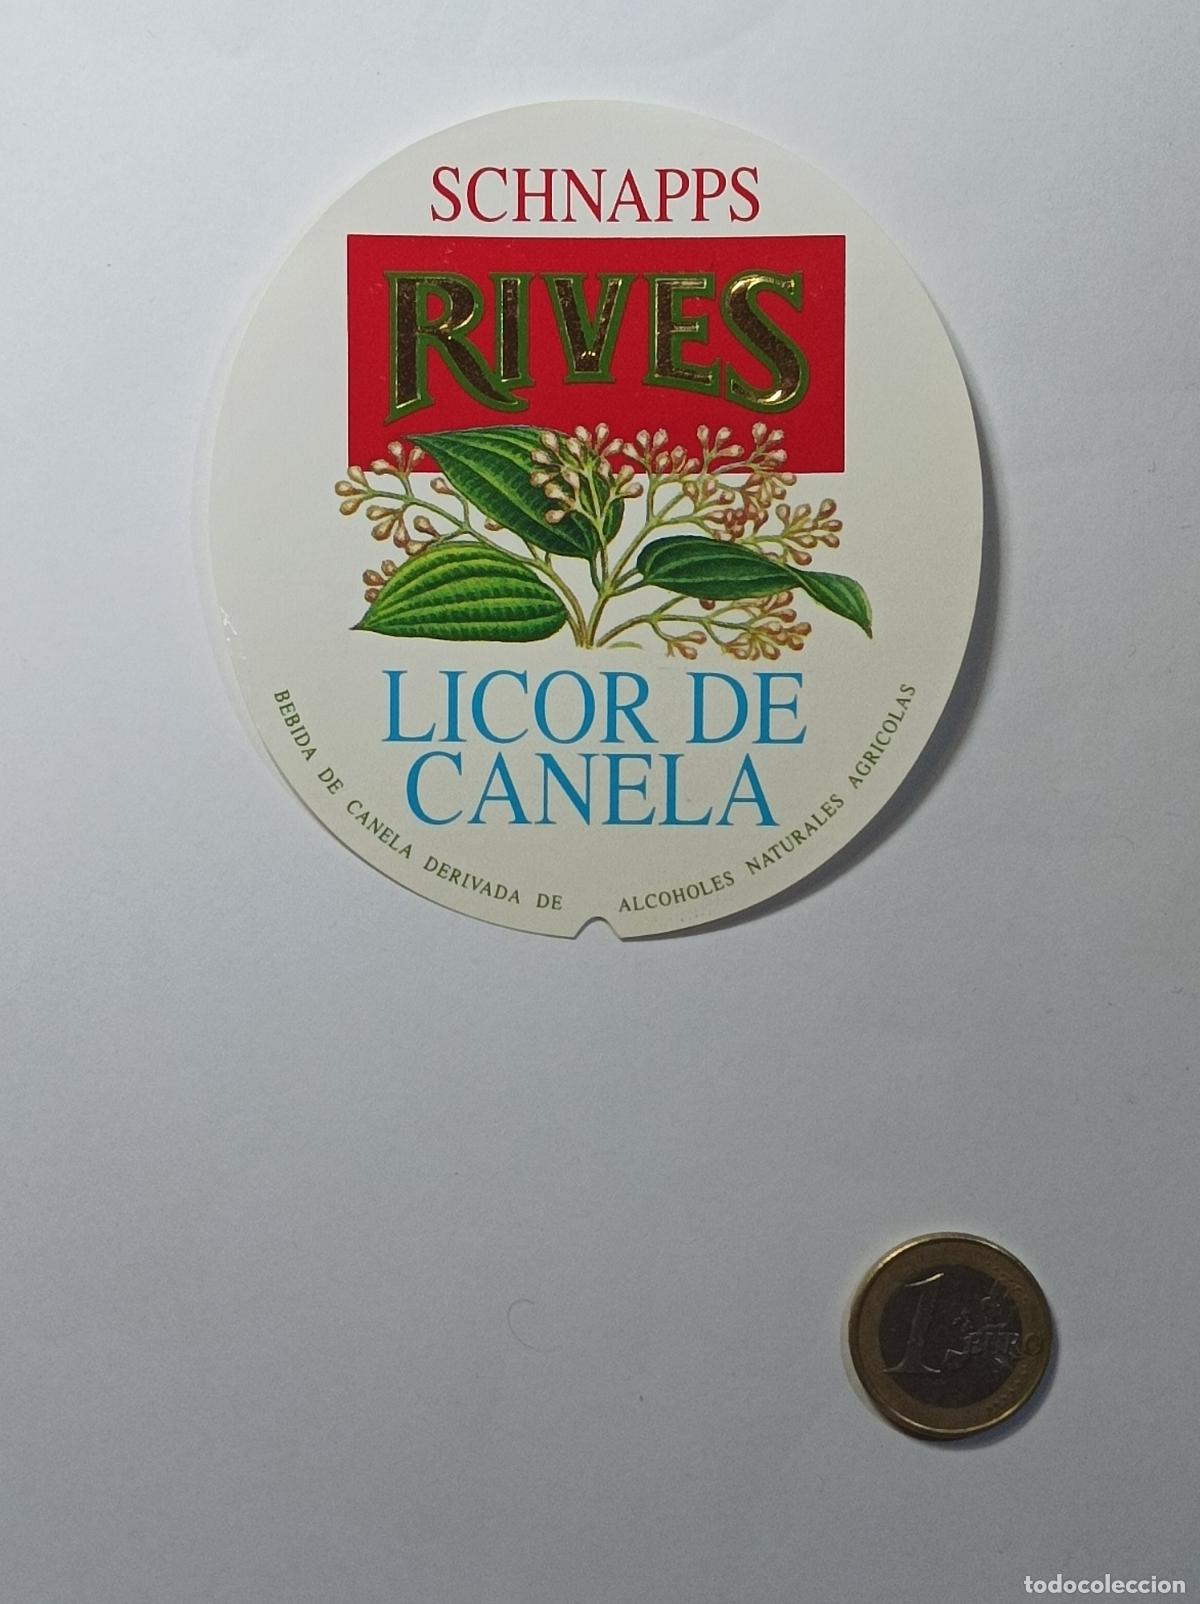 SCHNAPPS
RIVES
LICOR DE
CANELA
BEBIDA DE CANELA DERIVADA DE ALCOHOLES NATURALES AGRICOLAS
1 EURO
todocoleccion